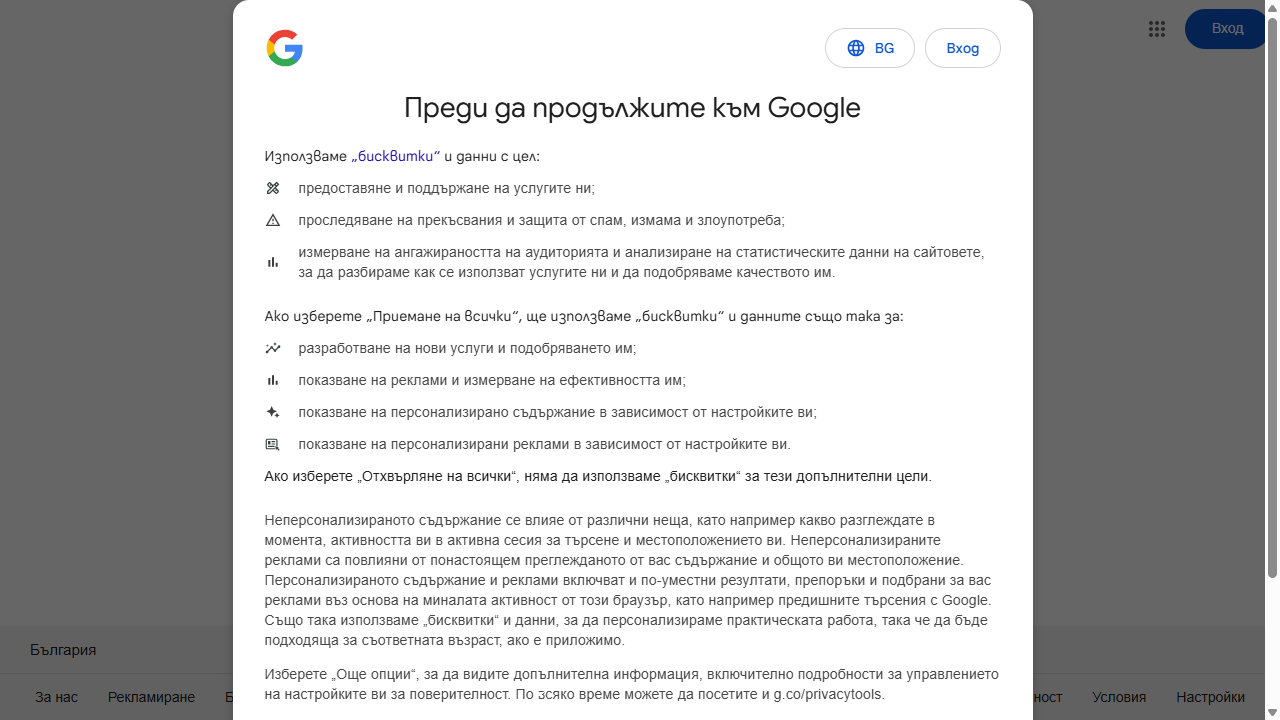 BG
Вход
Вход
Преди да продължите към Google
Използваме „бисквитки“ и данни с цел:
предоставяне и поддържане на услугите ни;
проследяване на прекъсвания и защита от спам, измама и злоупотреба;
измерване на ангажираността на аудиторията и анализиране на статистическите данни на сайтовете,
за да разбираме как се използват услугите ни и да подобряваме качеството им.
Ако изберете „Приемане на всички“, ще използваме „бисквитки“ и данните също така за:
разработване на нови услуги и подобряването им;
показване на реклами и измерване на ефективността им;
показване на персонализирано съдържание в зависимост от настройките ви;
показване на персонализирани реклами в зависимост от настройките ви.
Ако изберете „Отхвърляне на всички“, няма да използваме „бисквитки“ за тези допълнителни цели.
Неперсонализираното съдържание се влияе от различни неща, като например какво разглеждате в
момента, активността ви в активна сесия за търсене и местоположението ви. Неперсонализираните
реклами са повлияни от понастоящем преглежданото от вас съдържание и общото ви местоположение.
Персонализираното съдържание и реклами включват и по-уместни резултати, препоръки и подбрани за вас
реклами въз основа на миналата активност от този браузър, като например предишните търсения с Google.
Също така използваме „бисквитки“ и данни, за да персонализираме практическата работа, така че да бъде
подходяща за съответната възраст, ако е приложимо.
Изберете „Още опции“, за да видите допълнителна информация, включително подробности за управлението
на настройките ви за поверителност. По всяко време можете да посетите и g.co/privacytools.
България
За нас
Рекламиране
Условия
Настройки